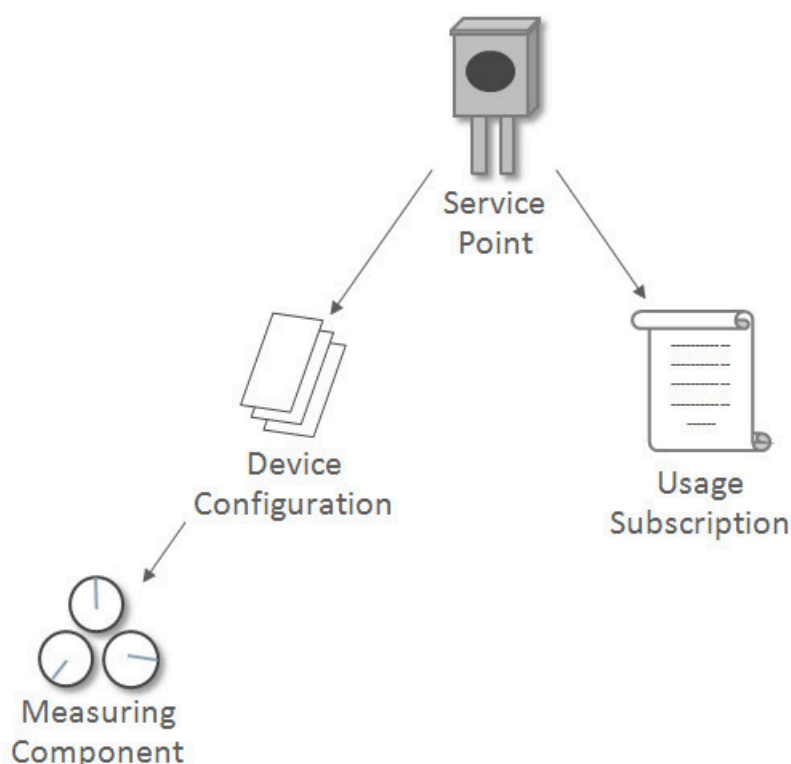 Service
Point
Device
Configuration
Usage
Subscription
Measuring
Component